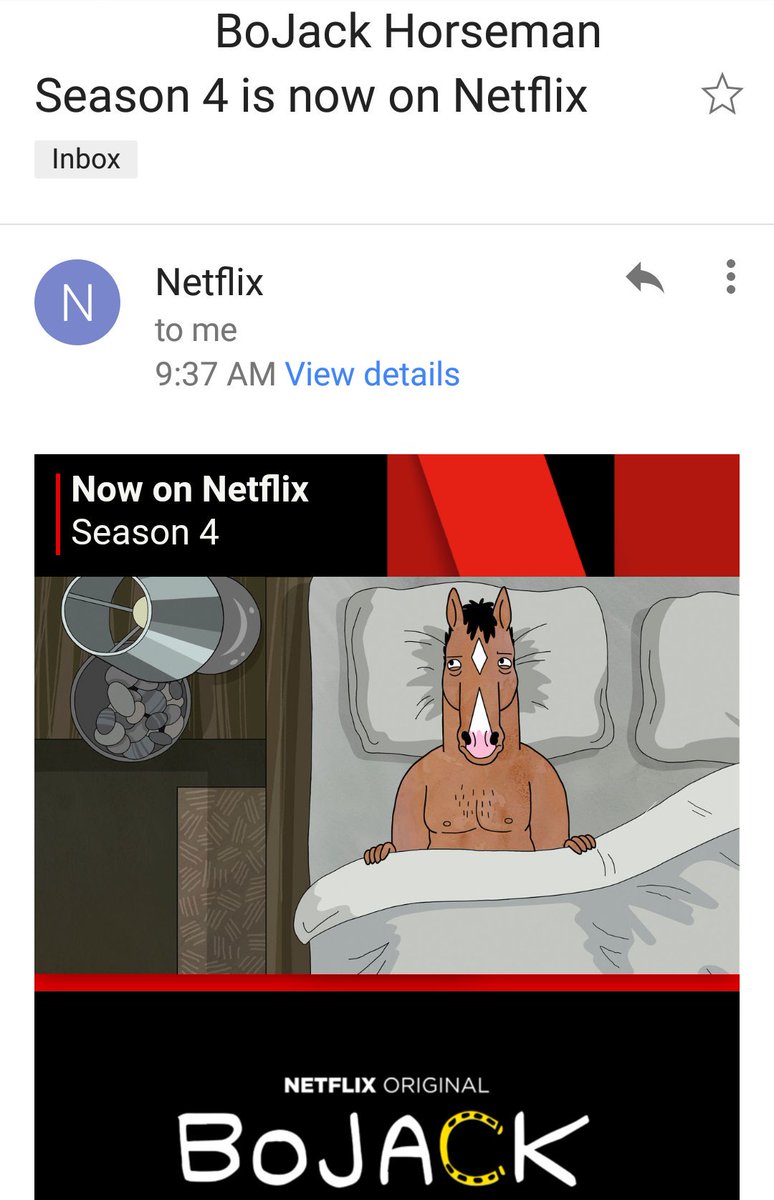 BoJack Horseman
Season 4 is now on Netflix
Inbox
N
Netflix
to me
9:37 AM View details
Now on Netflix
Season 4
NETFLIX ORIGINAL
BOJACK